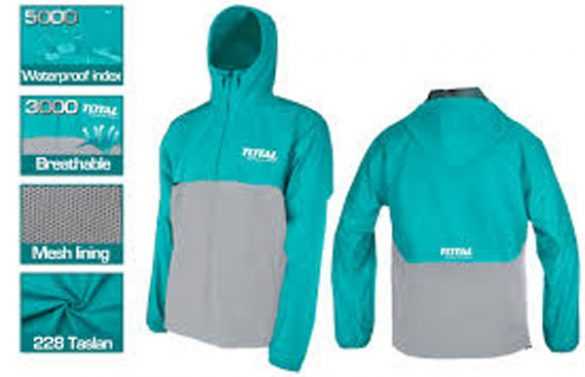 5000
Waterproof index
3000
TOTAL
Breathable
Mesh lining
228 Taslan
TOTAL
TOTAL